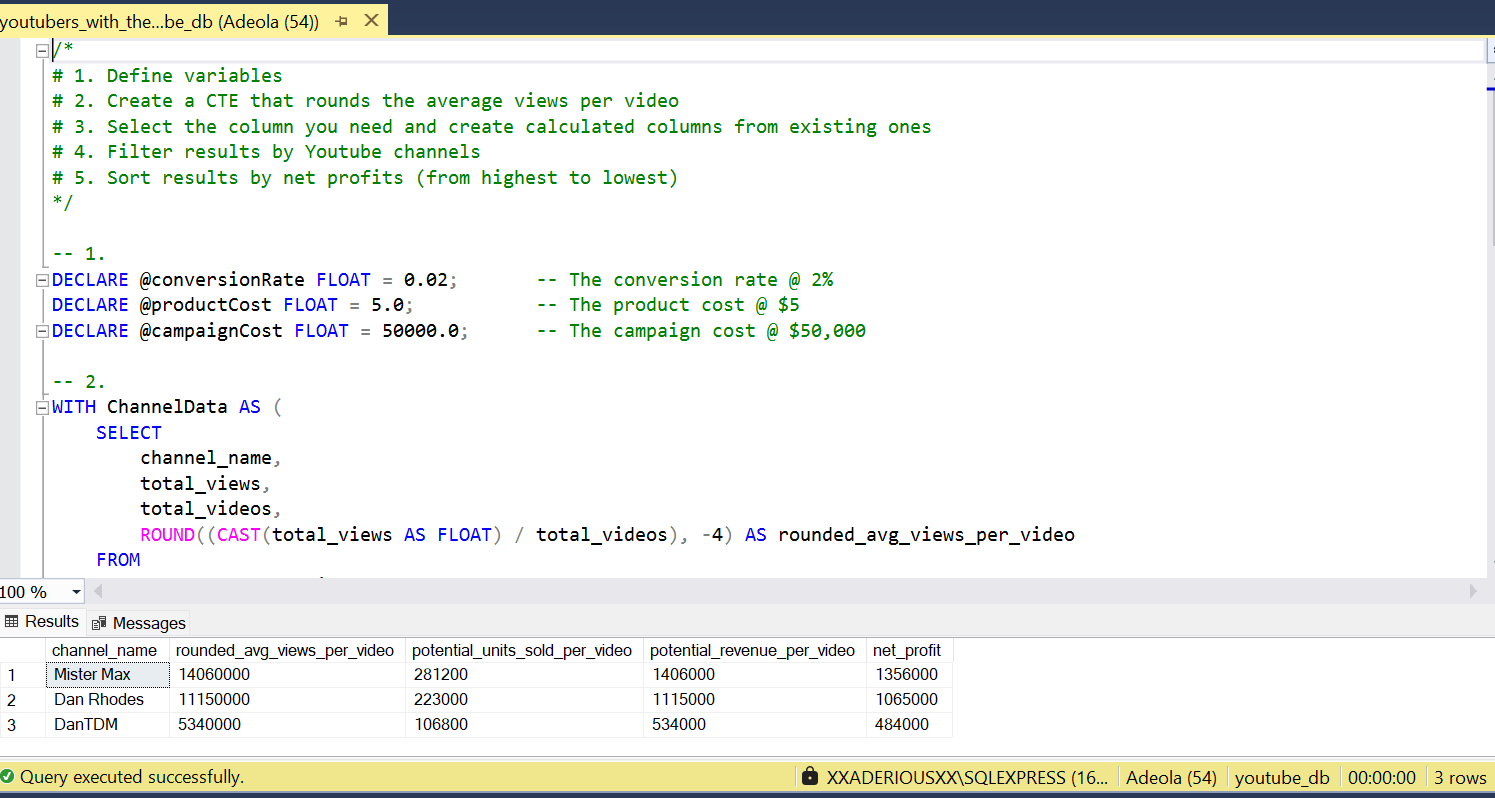 youtubers_with_the...be_db (Adeola (54))
/*
# 1. Define variables
# 2. Create a CTE that rounds the average views per video
# 3. Select the column you need and create calculated columns from existing ones
# 4. Filter results by Youtube channels
# 5. Sort results by net profits (from highest to lowest)
*/
-- 1.
DECLARE @conversionRate FLOAT = 0.02; -- The conversion rate @ 2%
DECLARE @productCost FLOAT = 5.0; -- The product cost @ $5
DECLARE @campaignCost FLOAT = 50000.0; -- The campaign cost @ $50,000
-- 2.
WITH ChannelData AS (
SELECT
channel_name,
total_views,
total_videos,
ROUND((CAST(total_views AS FLOAT) / total_videos), -4) AS rounded_avg_views_per_video
FROM
100 %
Results Messages
channel_name rounded_avg_views_per_video potential_units_sold_per_video potential_revenue_per_video net_profit
1 Mister Max 14060000 281200 1406000 1356000
2 Dan Rhodes 11150000 223000 1115000 1065000
3 DanTDM 5340000 106800 534000 484000
Query executed successfully. XXADERIOUSXX\SQLEXPRESS (16... Adeola (54) youtube_db 00:00:00 3 rows